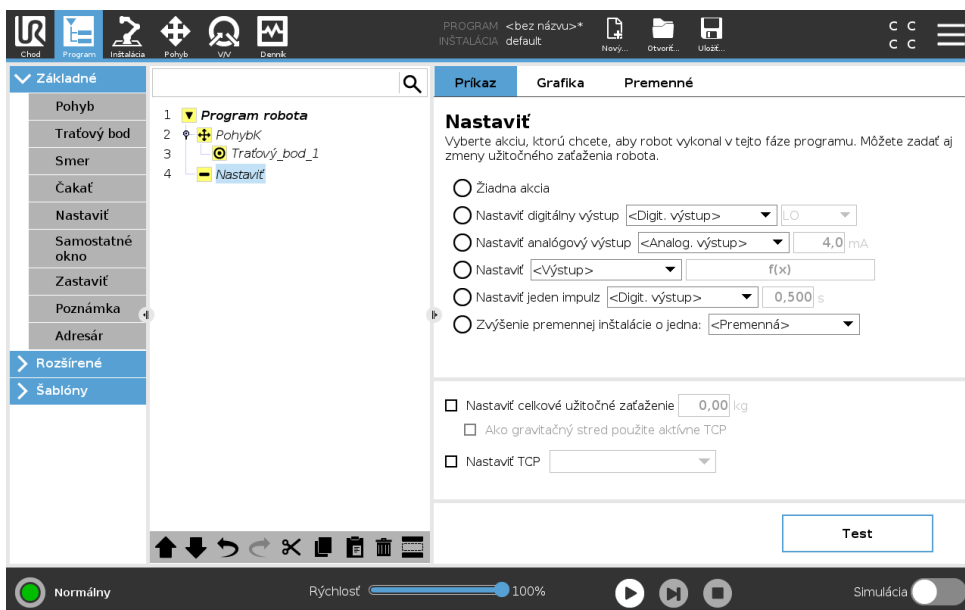 PROGRAM <bez názvu>*
INŠTALÁCIA default
Chod Program Inštalácia Pohyb V/V Dennik Nový... Otvoriť... Uložiť...
C C
C C
Základné
Pohyb
Traťový bod
Smer
Čakať
Nastaviť
Samostatné
okno
Zastaviť
Poznámka
Adresár
Rozšírené
Šablóny
1 Program robota
2 PohybK
3 Traťový_bod_1
4 Nastaviť
Príkaz Grafika Premenné
Nastaviť
Vyberte akciu, ktorú chcete, aby robot vykonal v tejto fáze programu. Môžete zadať aj
zmeny užitočného zaťaženia robota.
Žiadna akcia
Nastaviť digitálny výstup <Digit. výstup> LO
Nastaviť analógový výstup <Analog. výstup> 4,0 mA
Nastaviť <Výstup> f(x)
Nastaviť jeden impulz <Digit. výstup> 0,500 s
Zvýšenie premennej inštalácie o jedna: <Premenná>
Nastaviť celkové užitočné zaťaženie 0,00 kg
Ako gravitačný stred použite aktívne TCP
Nastaviť TCP
Test
Normálny Rýchlosť 100% Simulácia